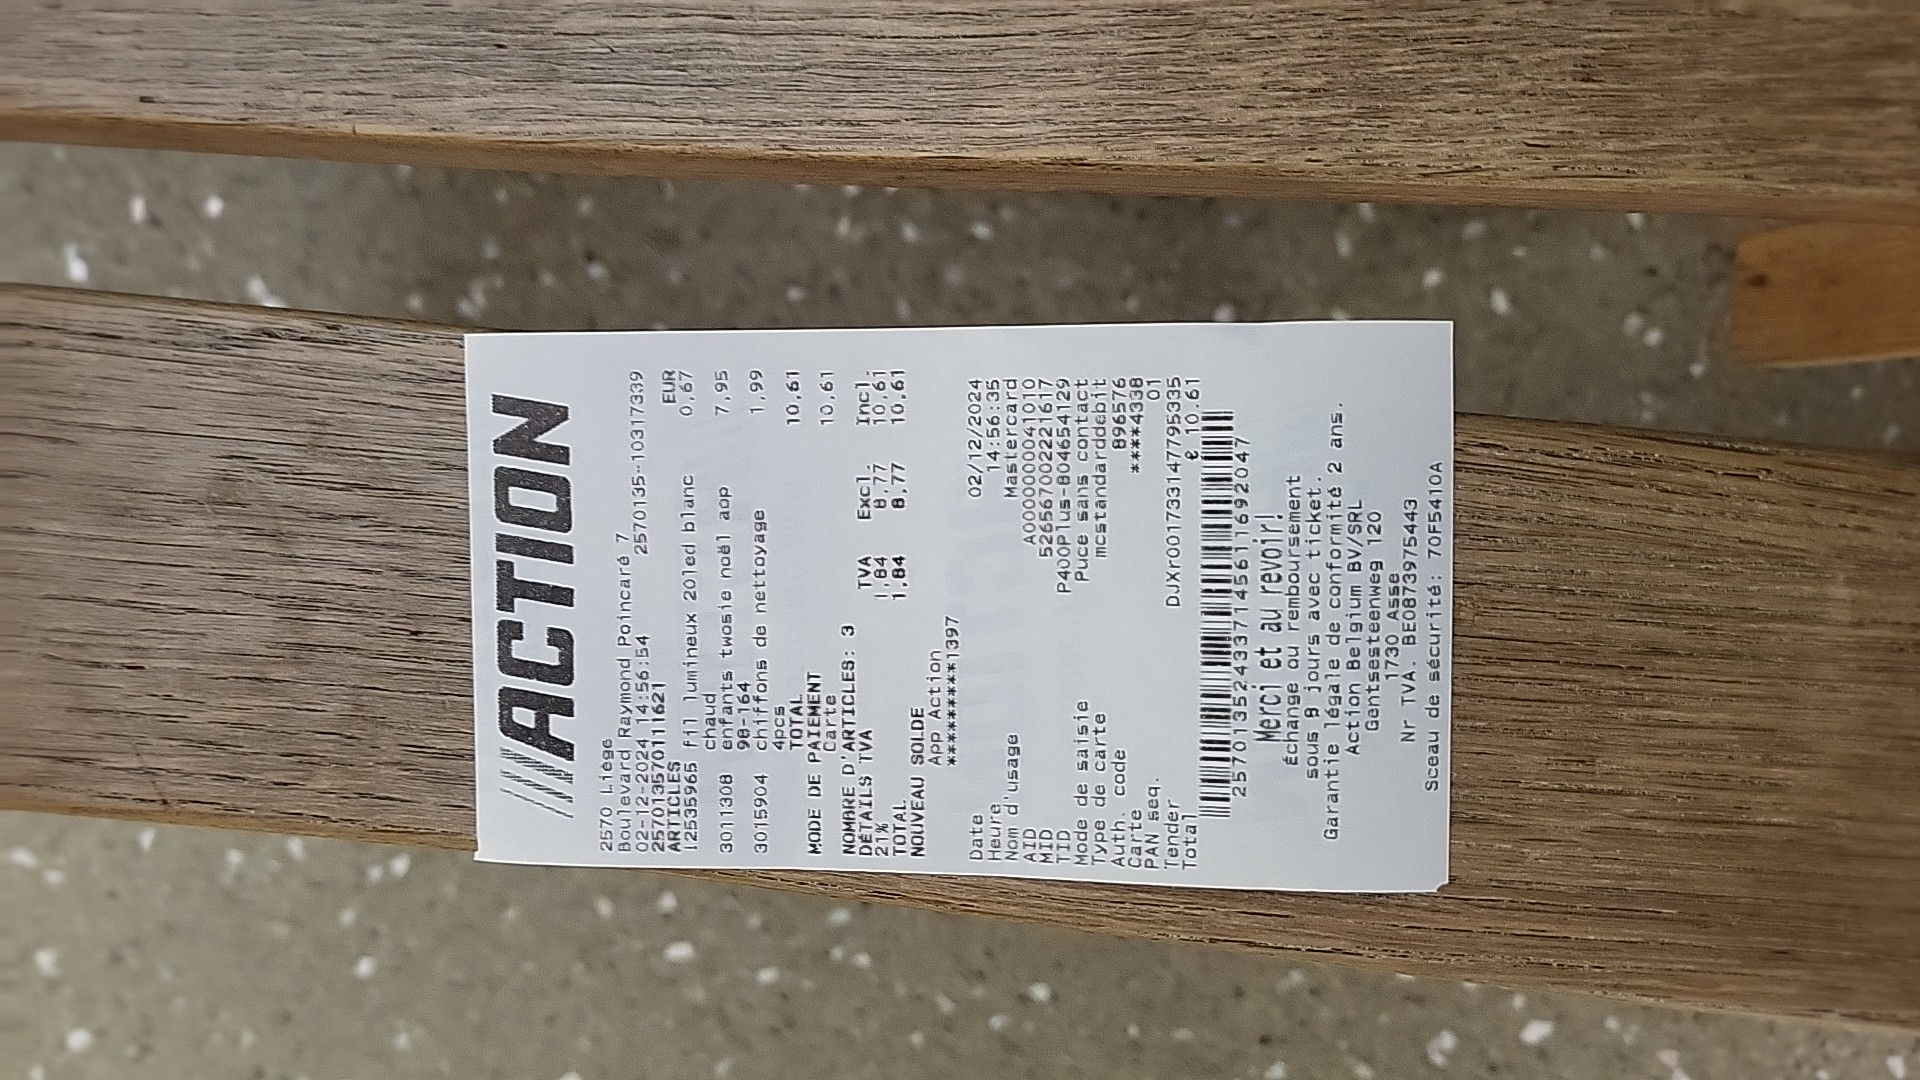 ACTION
2570 Liège
Boulevard Raymond Poincaré 7
02-12-2024 14:56:54 2570135--10317339
257013570111621
ARTICLES EUR
12535965 fil lumineux 20led blanc 0,67
chaud
3011308 enfants twosie noël aop 7,95
98-164
3015904 chiffons de nettoyage 1,99
4pcs
TOTAL 10,61
MODE DE PAIEMENT
Carte 10,61
NOMBRE D'ARTICLES: 3
DÉTAILS TVA TVA Excl. Incl.
21% 1,84 8,77 10,61
TOTAL 1,84 8,77 10,61
NOUVEAU SOLDE
App Action
*********1397
Date 02/12/2024
Heure 14:56:35
Nom d'usage Mastercard
AID A0000000041010
MID 526567002221617
TID P400Plus-804654129
Mode de saisie Puce sans contact
Type de carte mcstandarddebit
Auth. code 896576
Carte ****4338
PAN seq. 01
Tender DJXr001733147795335
Total € 10.61
257013524337145611692047
Merci et au revoir!
Échange ou remboursement
sous 9 jours avec ticket.
Garantie légale de conformité 2 ans.
Action Belgium BV/SRL
Gentsesteenweg 120
1730 Asse
Nr TVA. BE0873975443
Sceau de sécurité: 70F5410A